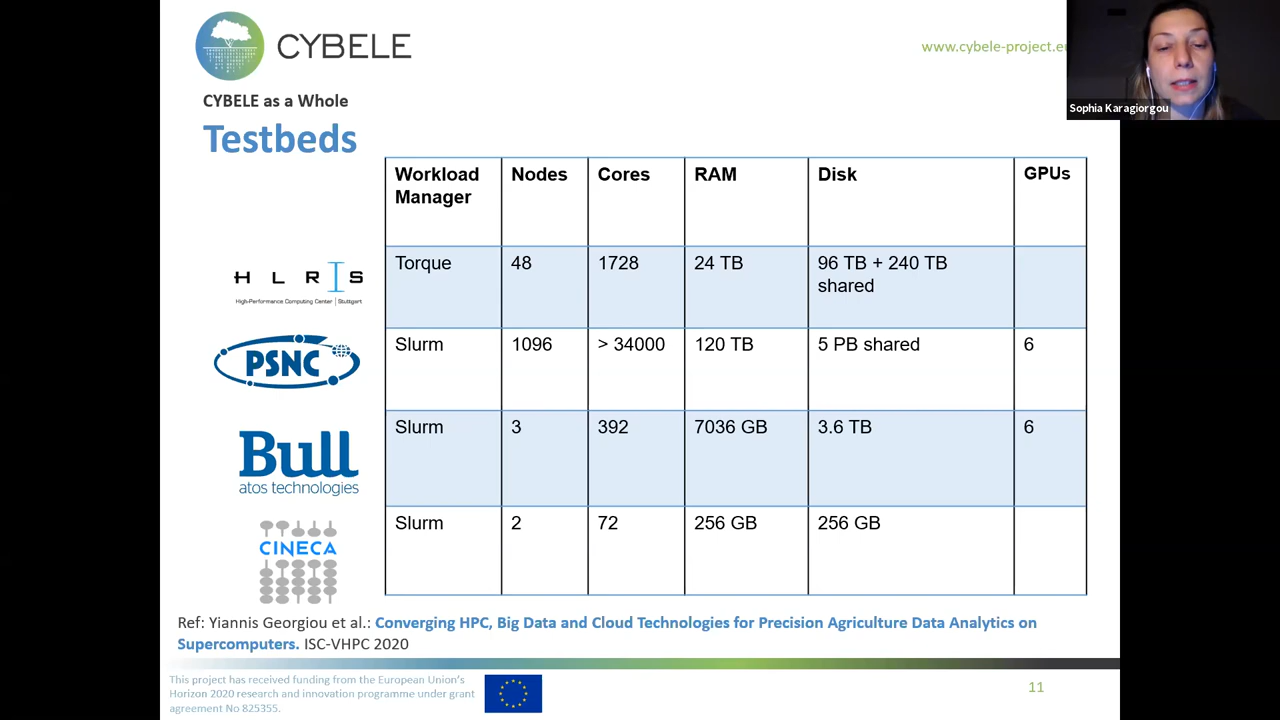 CYBELE
www.cybele-project.eu
Sophia Karagiorgou
CYBELE as a Whole
Testbeds
Workload Manager Nodes Cores RAM Disk GPUs
HLRIS
High-Performance Computing Center | Stuttgart
Torque 48 1728 24 TB 96 TB + 240 TB shared
PSNC
Slurm 1096 > 34000 120 TB 5 PB shared 6
Bull
atos technologies
Slurm 3 392 7036 GB 3.6 TB 6
CINECA
Slurm 2 72 256 GB 256 GB
Ref: Yiannis Georgiou et al.: Converging HPC, Big Data and Cloud Technologies for Precision Agriculture Data Analytics on
Supercomputers. ISC-VHPC 2020
This project has received funding from the European Union's
Horizon 2020 research and innovation programme under grant
agreement No 825355.
11